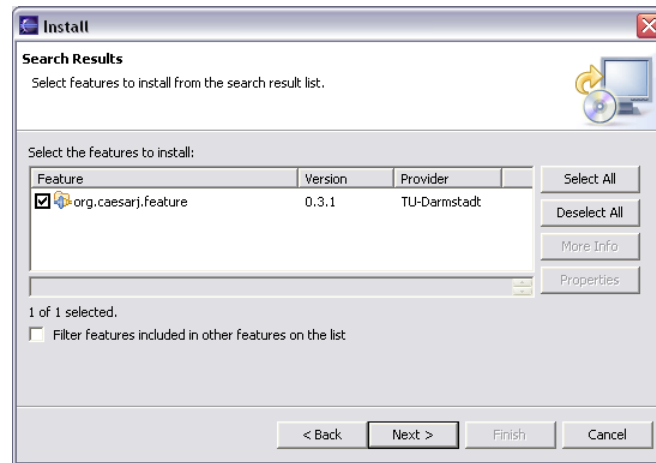 Install
Search Results
Select features to install from the search result list.
Select the features to install:
Feature Version Provider
org.caesarj.feature 0.3.1 TU-Darmstadt
Select All
Deselect All
More Info
Properties
1 of 1 selected.
Filter features included in other features on the list
< Back Next > Finish Cancel